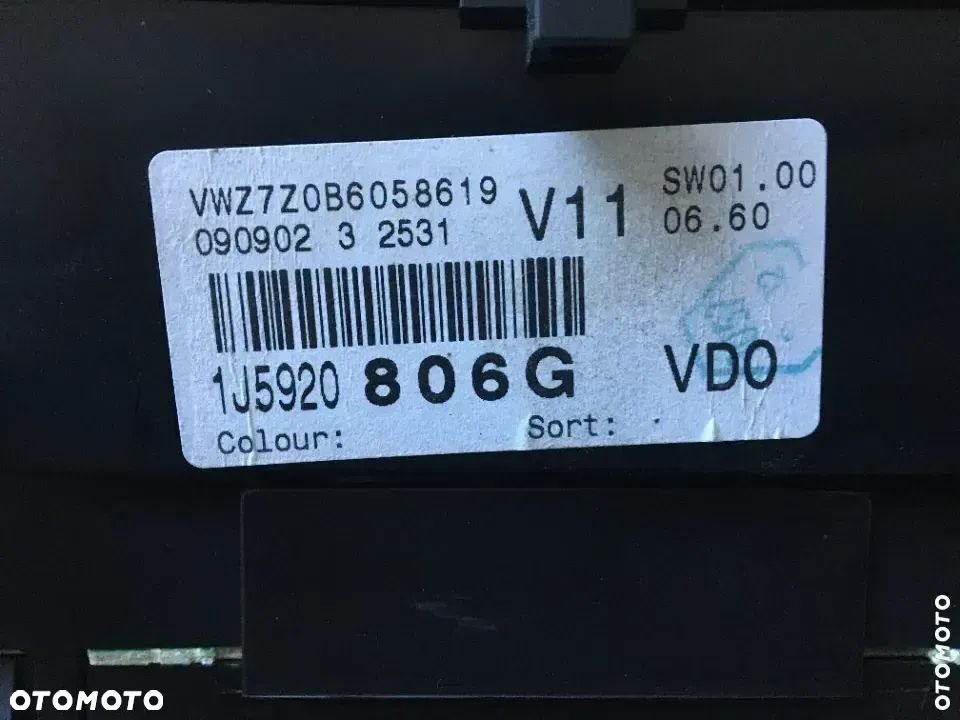 VWZ7Z0B6058619 V11 SW01.00
090902 3 2531 06.60
1J5920 806G VDO
Colour: Sort:
OTOMOTO
OTOMOTO